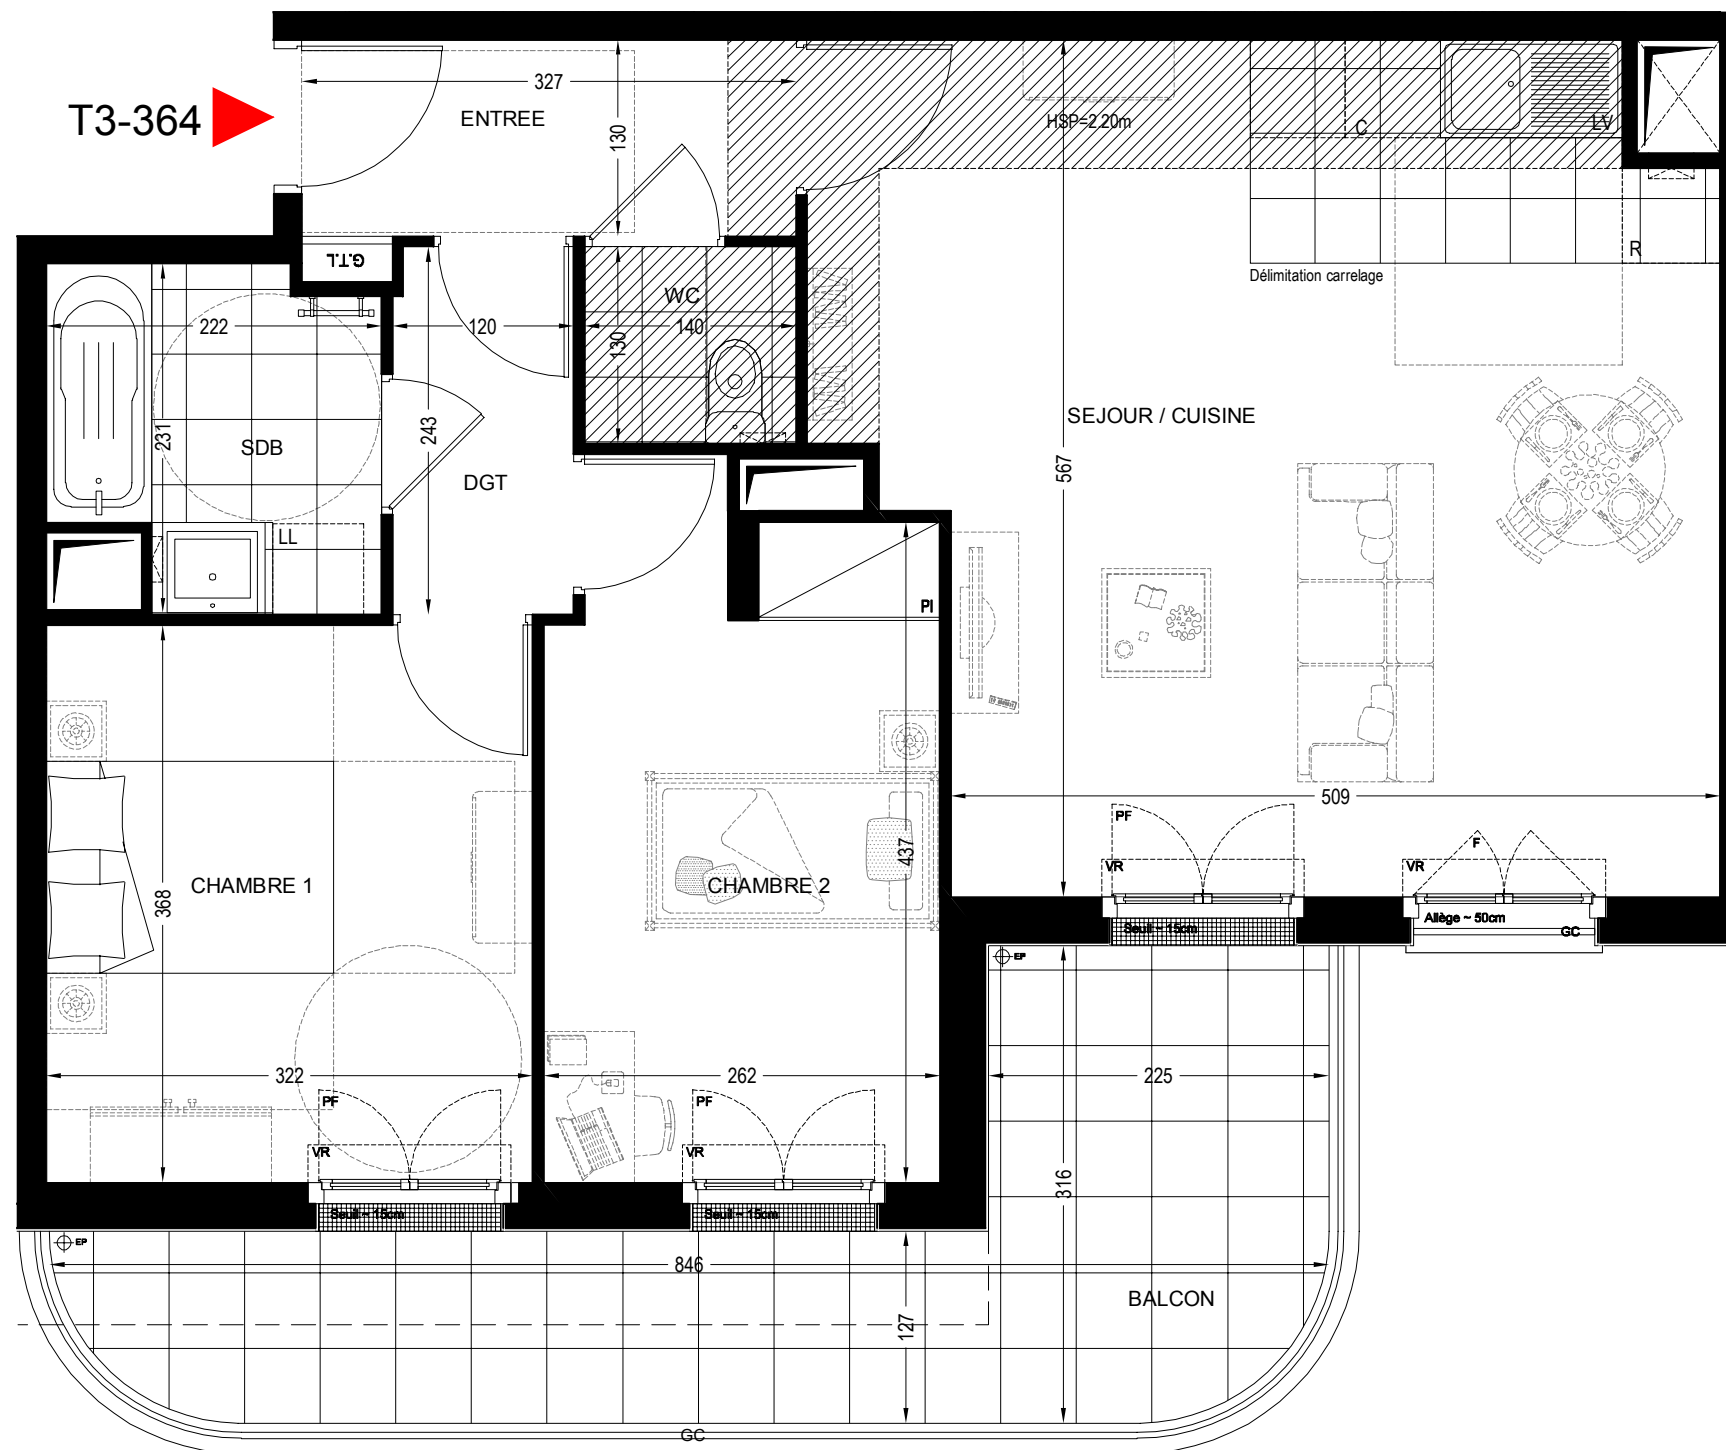 T3-364
327
ENTREE
130
HSP=2.20m
C
LV
G.T.L
R
Délimitation carrelage
WC
222
120
140
130
SEJOUR / CUISINE
231
SDB
243
DGT
567
LL
PI
509
PF
VR
F
VR
437
CHAMBRE 1
CHAMBRE 2
368
Seuil ~ 15cm
Allège ~ 50cm
GC
EP
322
262
225
PF
PF
VR
VR
316
Seuil ~ 15cm
Seuil ~ 15cm
EP
846
BALCON
127
GC